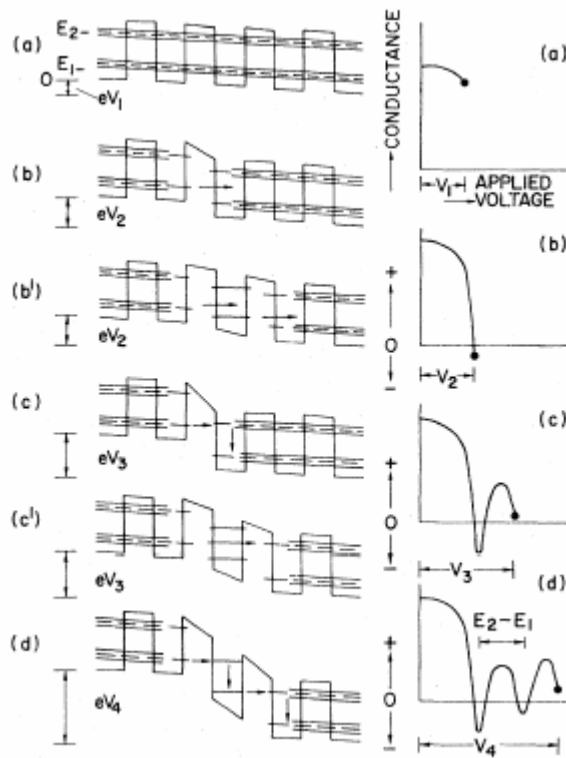 (a)
E2-
E1-
0
eV1
(b)
eV2
(b')
eV2
(c)
eV3
(c')
eV3
(d)
eV4
CONDUCTANCE
(a)
V1
APPLIED
VOLTAGE
(b)
+
0
-
V2
(c)
+
0
-
V3
(d)
E2-E1
+
0
-
V4